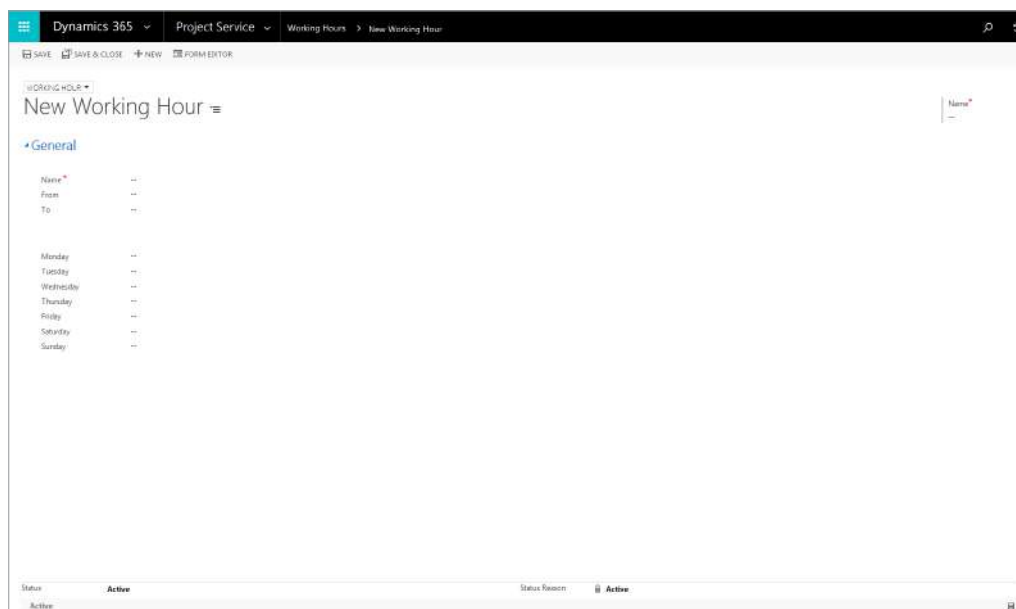 Dynamics 365 Project Service Working Hours > New Working Hour
SAVE SAVE & CLOSE + NEW FORM EDITOR
WORKING HOUR
New Working Hour
Name*
--
General
Name* --
From --
To --
Monday --
Tuesday --
Wednesday --
Thursday --
Friday --
Saturday --
Sunday --
Status Active Status Reason Active
Active